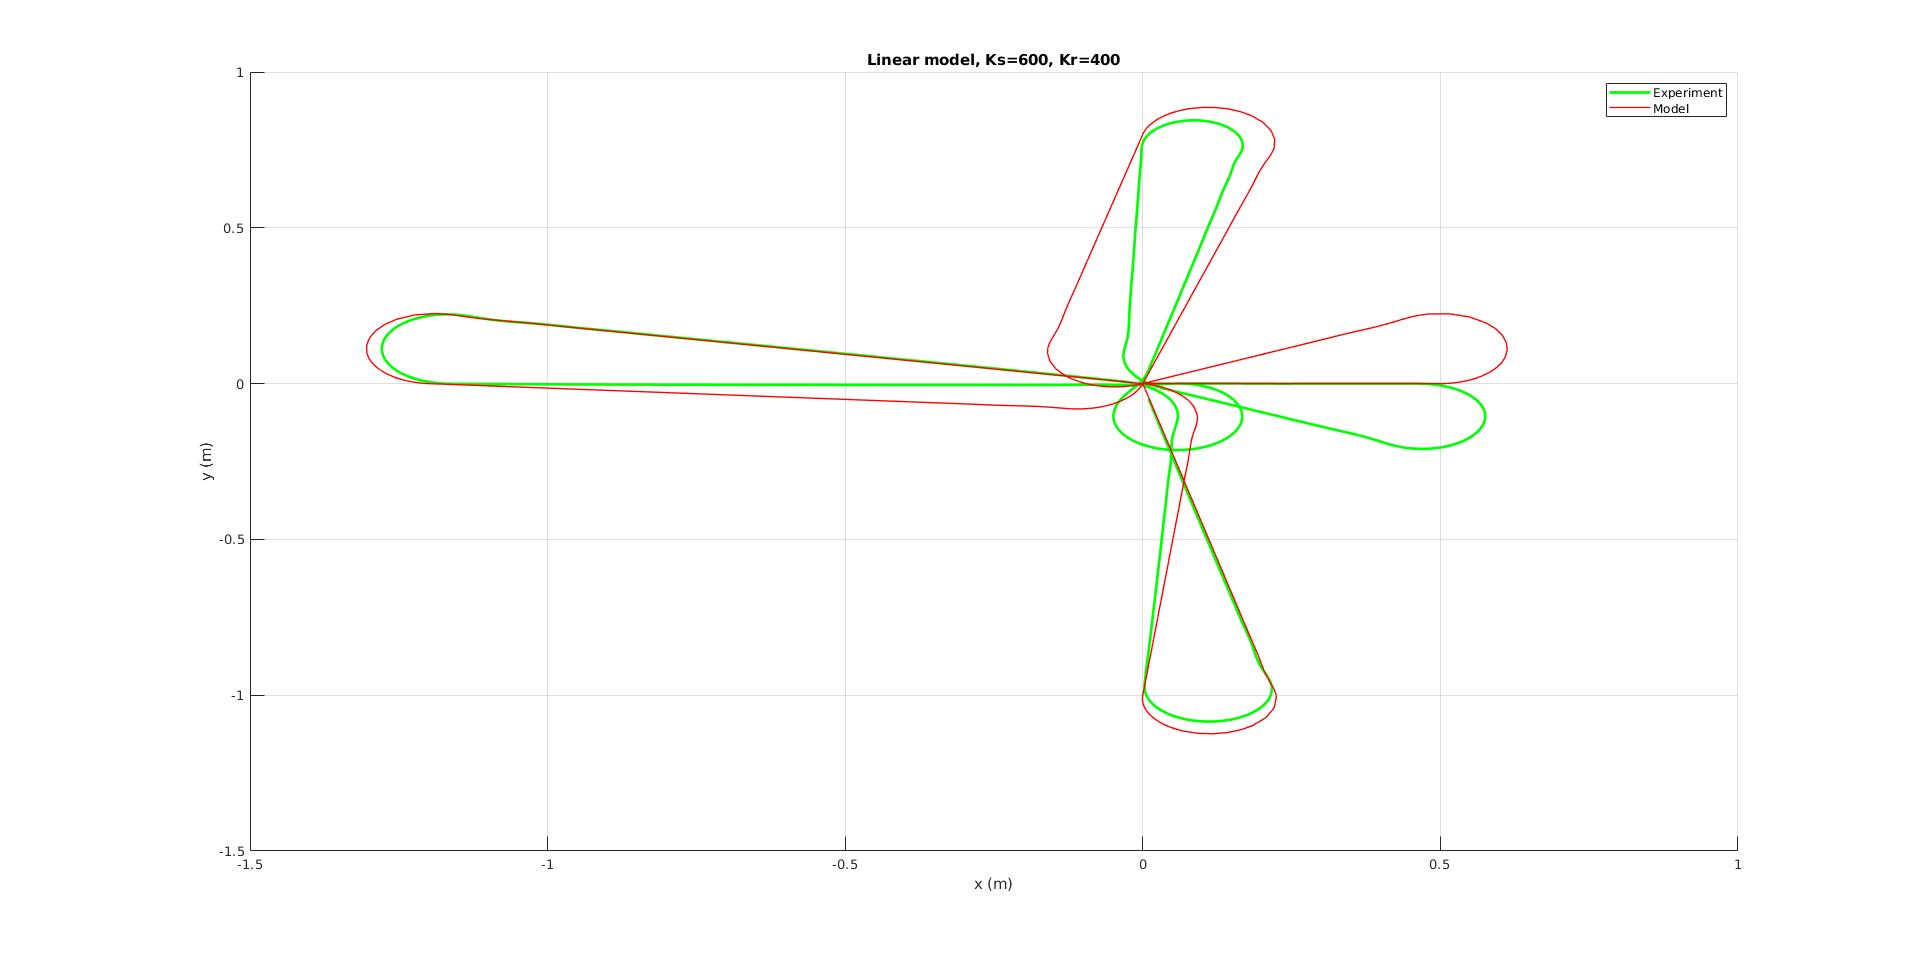 Linear model, Ks=600, Kr=400
Experiment
Model
1
0.5
0
-0.5
-1
-1.5
y (m)
-1.5 -1 -0.5 0 0.5 1
x (m)